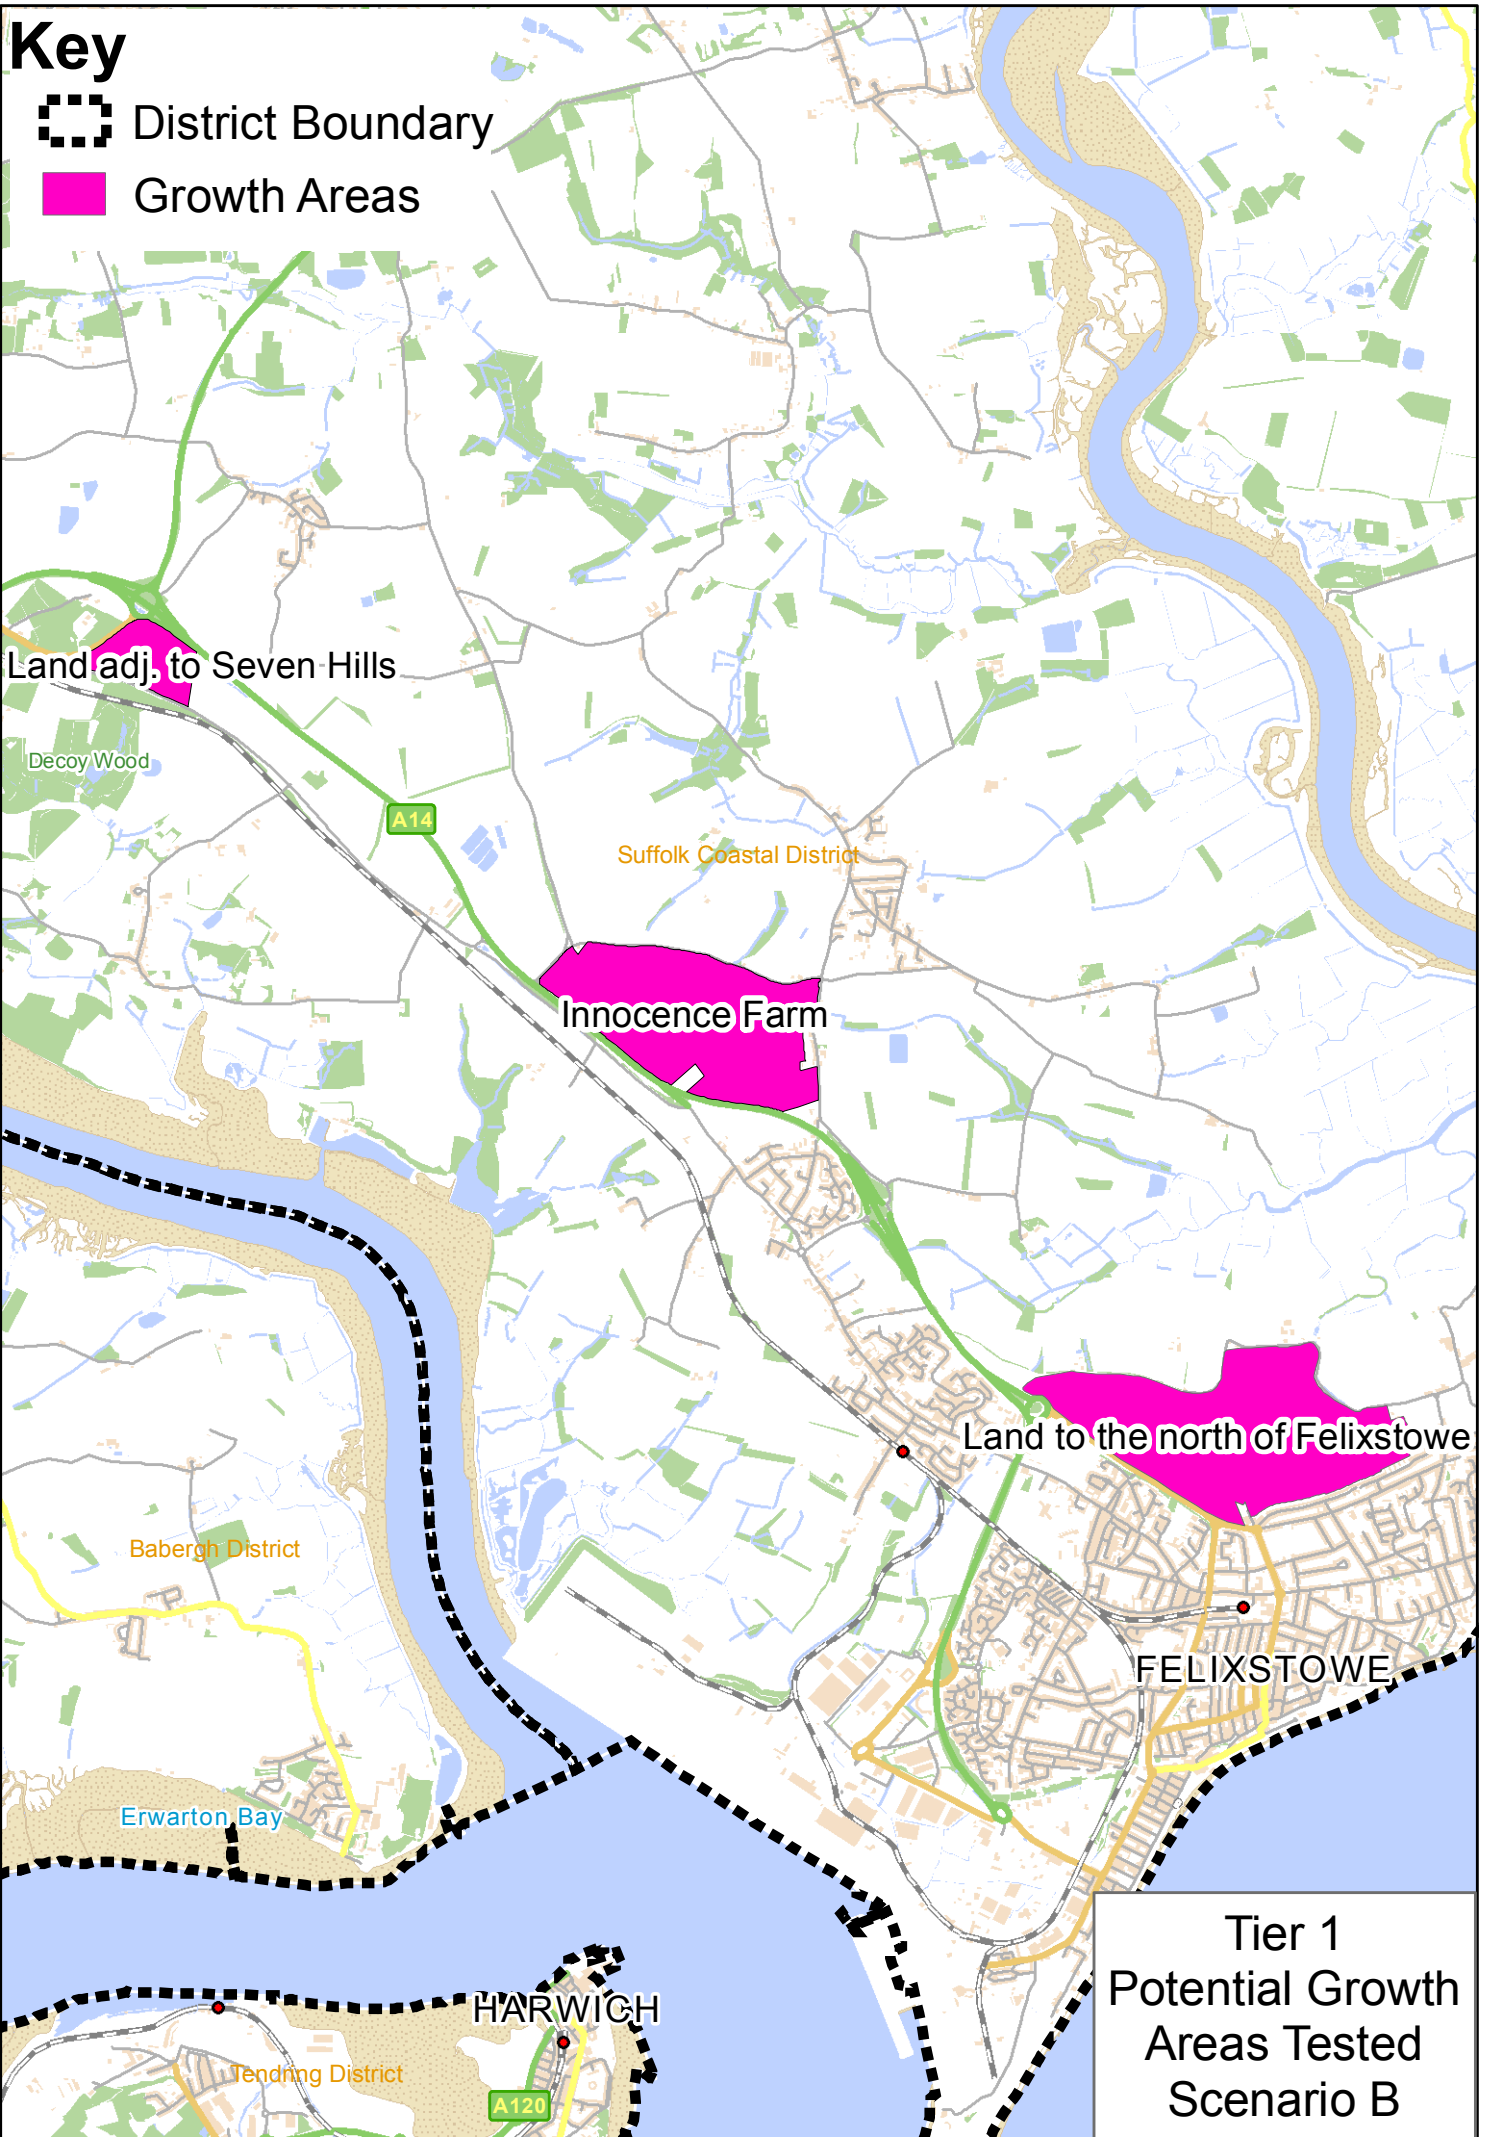 Key
District Boundary
Growth Areas
Land adj. to Seven Hills
Decoy Wood
A14
Suffolk Coastal District
Innocence Farm
Land to the north of Felixstowe
Babergh District
FELIXSTOWE
Erwarton Bay
HARWICH
Tendring District
A120
Tier 1
Potential Growth
Areas Tested
Scenario B